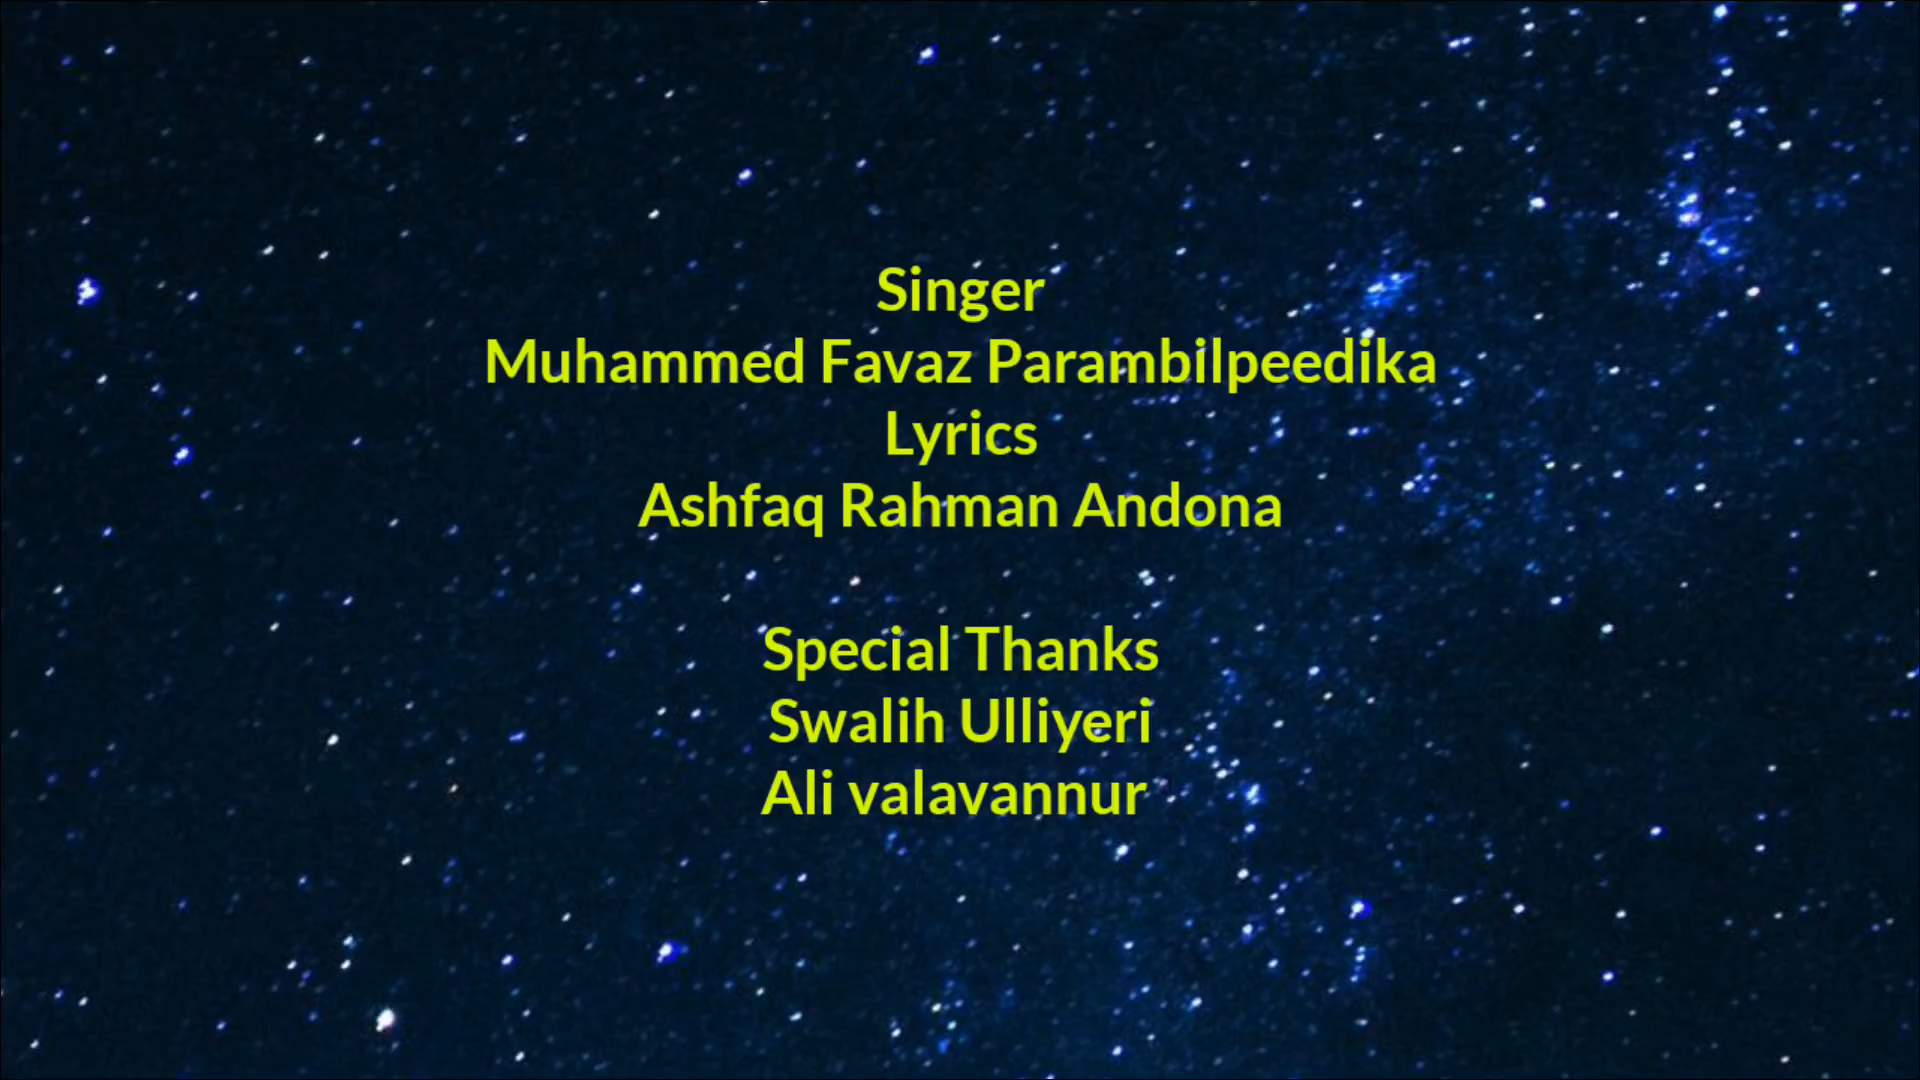 Singer
Muhammed Favaz Parambilpeedika
Lyrics
Ashfaq Rahman Andona
Special Thanks
Swalih Ulliyeri
Ali valavannur